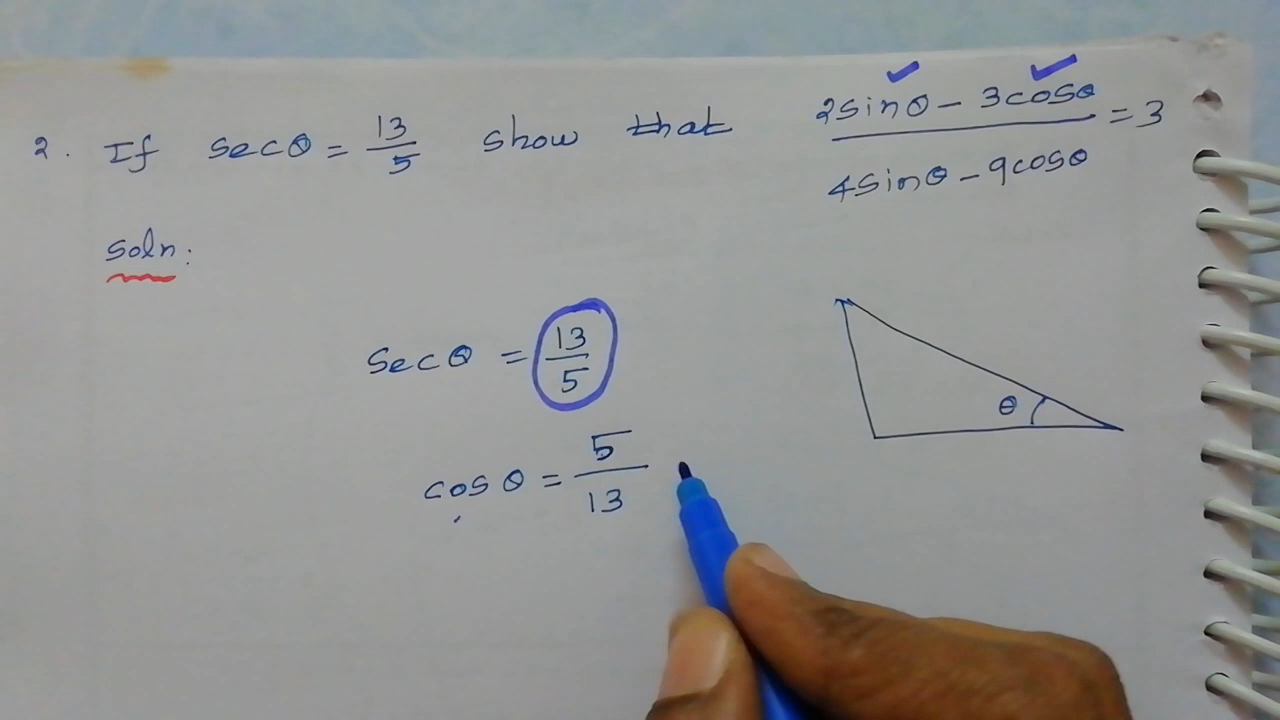 2. If secθ = 13/5 show that (2sinθ - 3cosθ)/(4sinθ - 9cosθ) = 3
Soln:
secθ = 13/5
θ
cosθ = 5/13